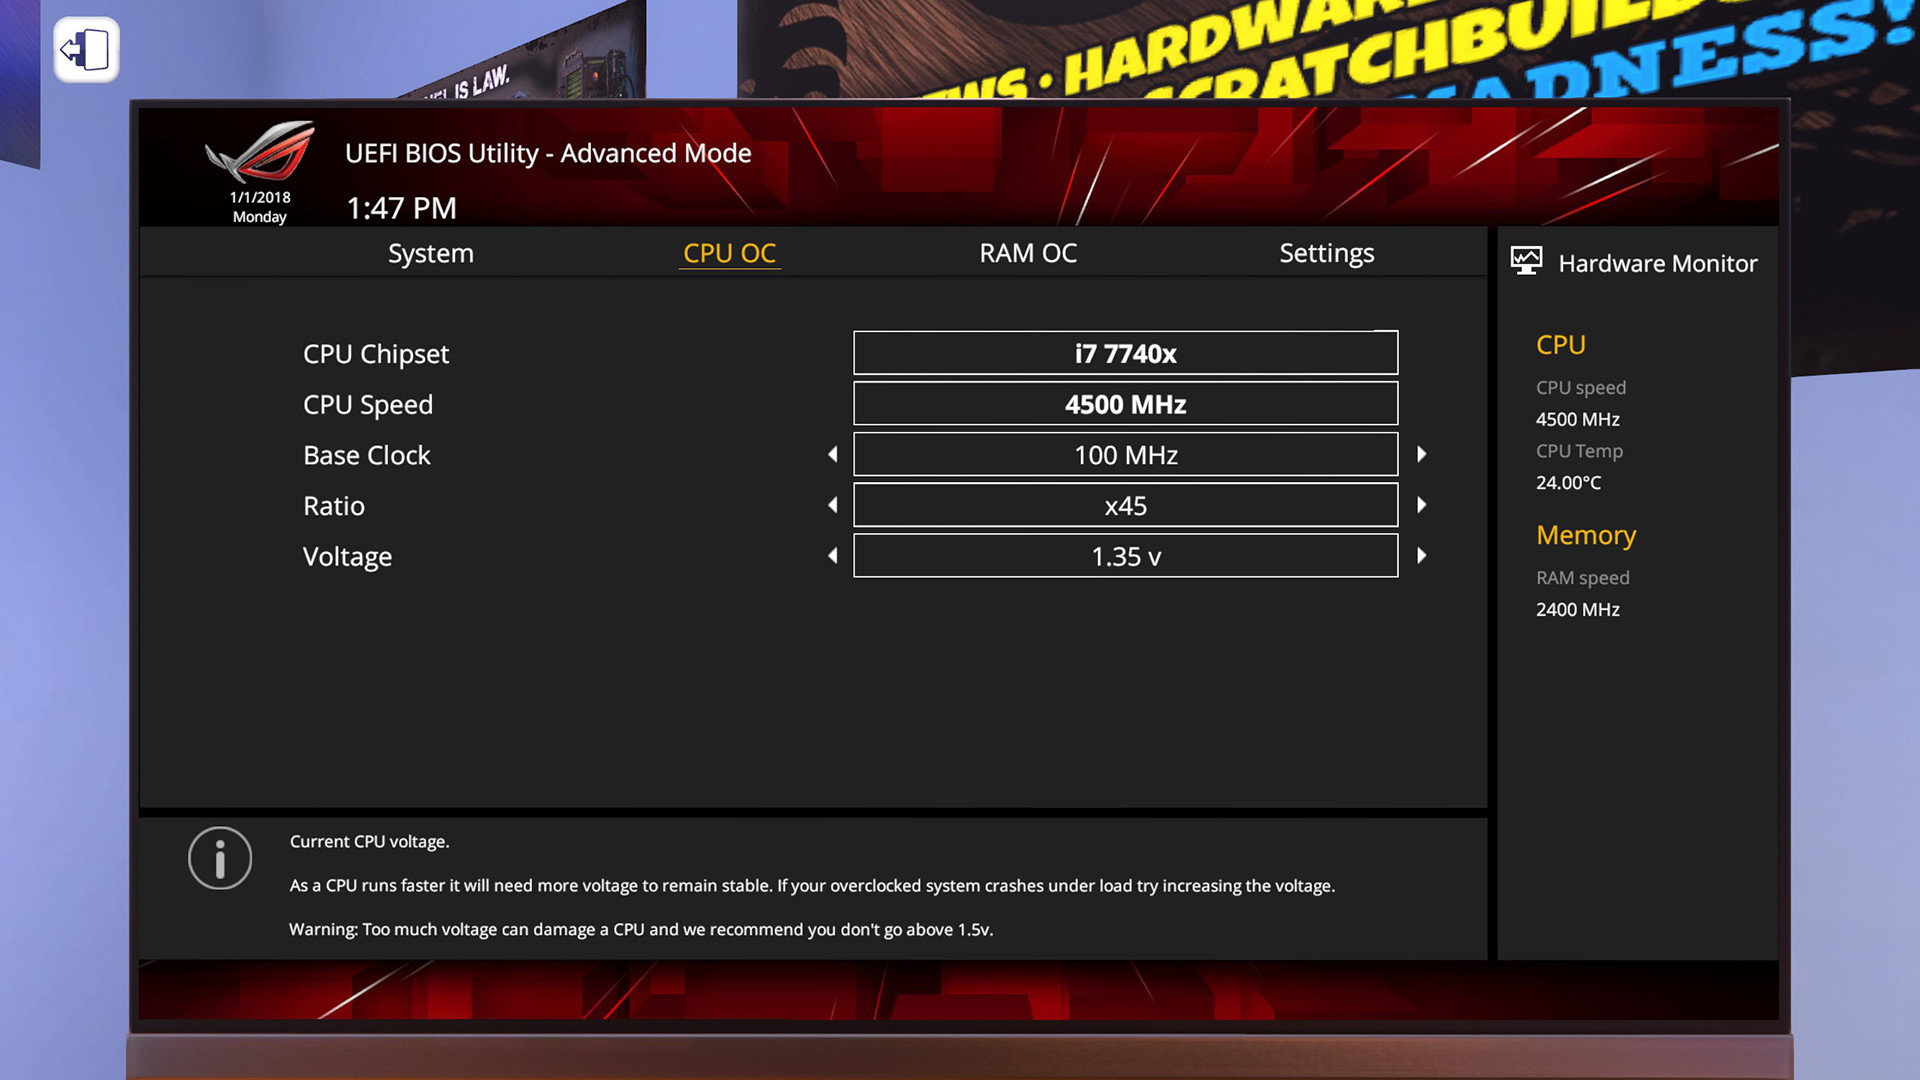 IS LAW.
HARDWARE
MADNESS!
UEFI BIOS Utility - Advanced Mode
1/1/2018
Monday
1:47 PM
System
CPU OC
RAM OC
Settings
Hardware Monitor
CPU Chipset
i7 7740x
CPU Speed
4500 MHz
Base Clock
100 MHz
Ratio
x45
Voltage
1.35 v
CPU
CPU speed
4500 MHz
CPU Temp
24.00°C
Memory
RAM speed
2400 MHz
Current CPU voltage.
As a CPU runs faster it will need more voltage to remain stable. If your overclocked system crashes under load try increasing the voltage.
Warning: Too much voltage can damage a CPU and we recommend you don't go above 1.5v.